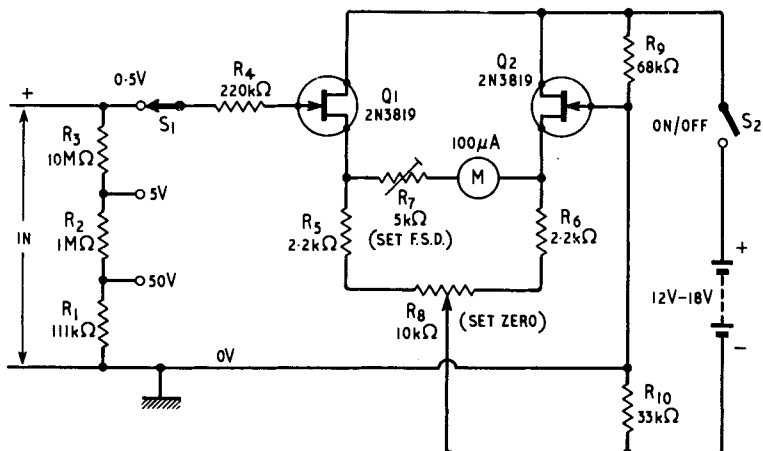 +
0·5V
R4
220kΩ
Q1
2N3819
Q2
2N3819
R9
68kΩ
S1
R3
10MΩ
5V
R2
1MΩ
50V
R1
111kΩ
IN
0V
100µA
M
R7
5kΩ
(SET F.S.D.)
R5
2·2kΩ
R6
2·2kΩ
R8
10kΩ
(SET ZERO)
ON/OFF
S2
+
12V-18V
−
R10
33kΩ